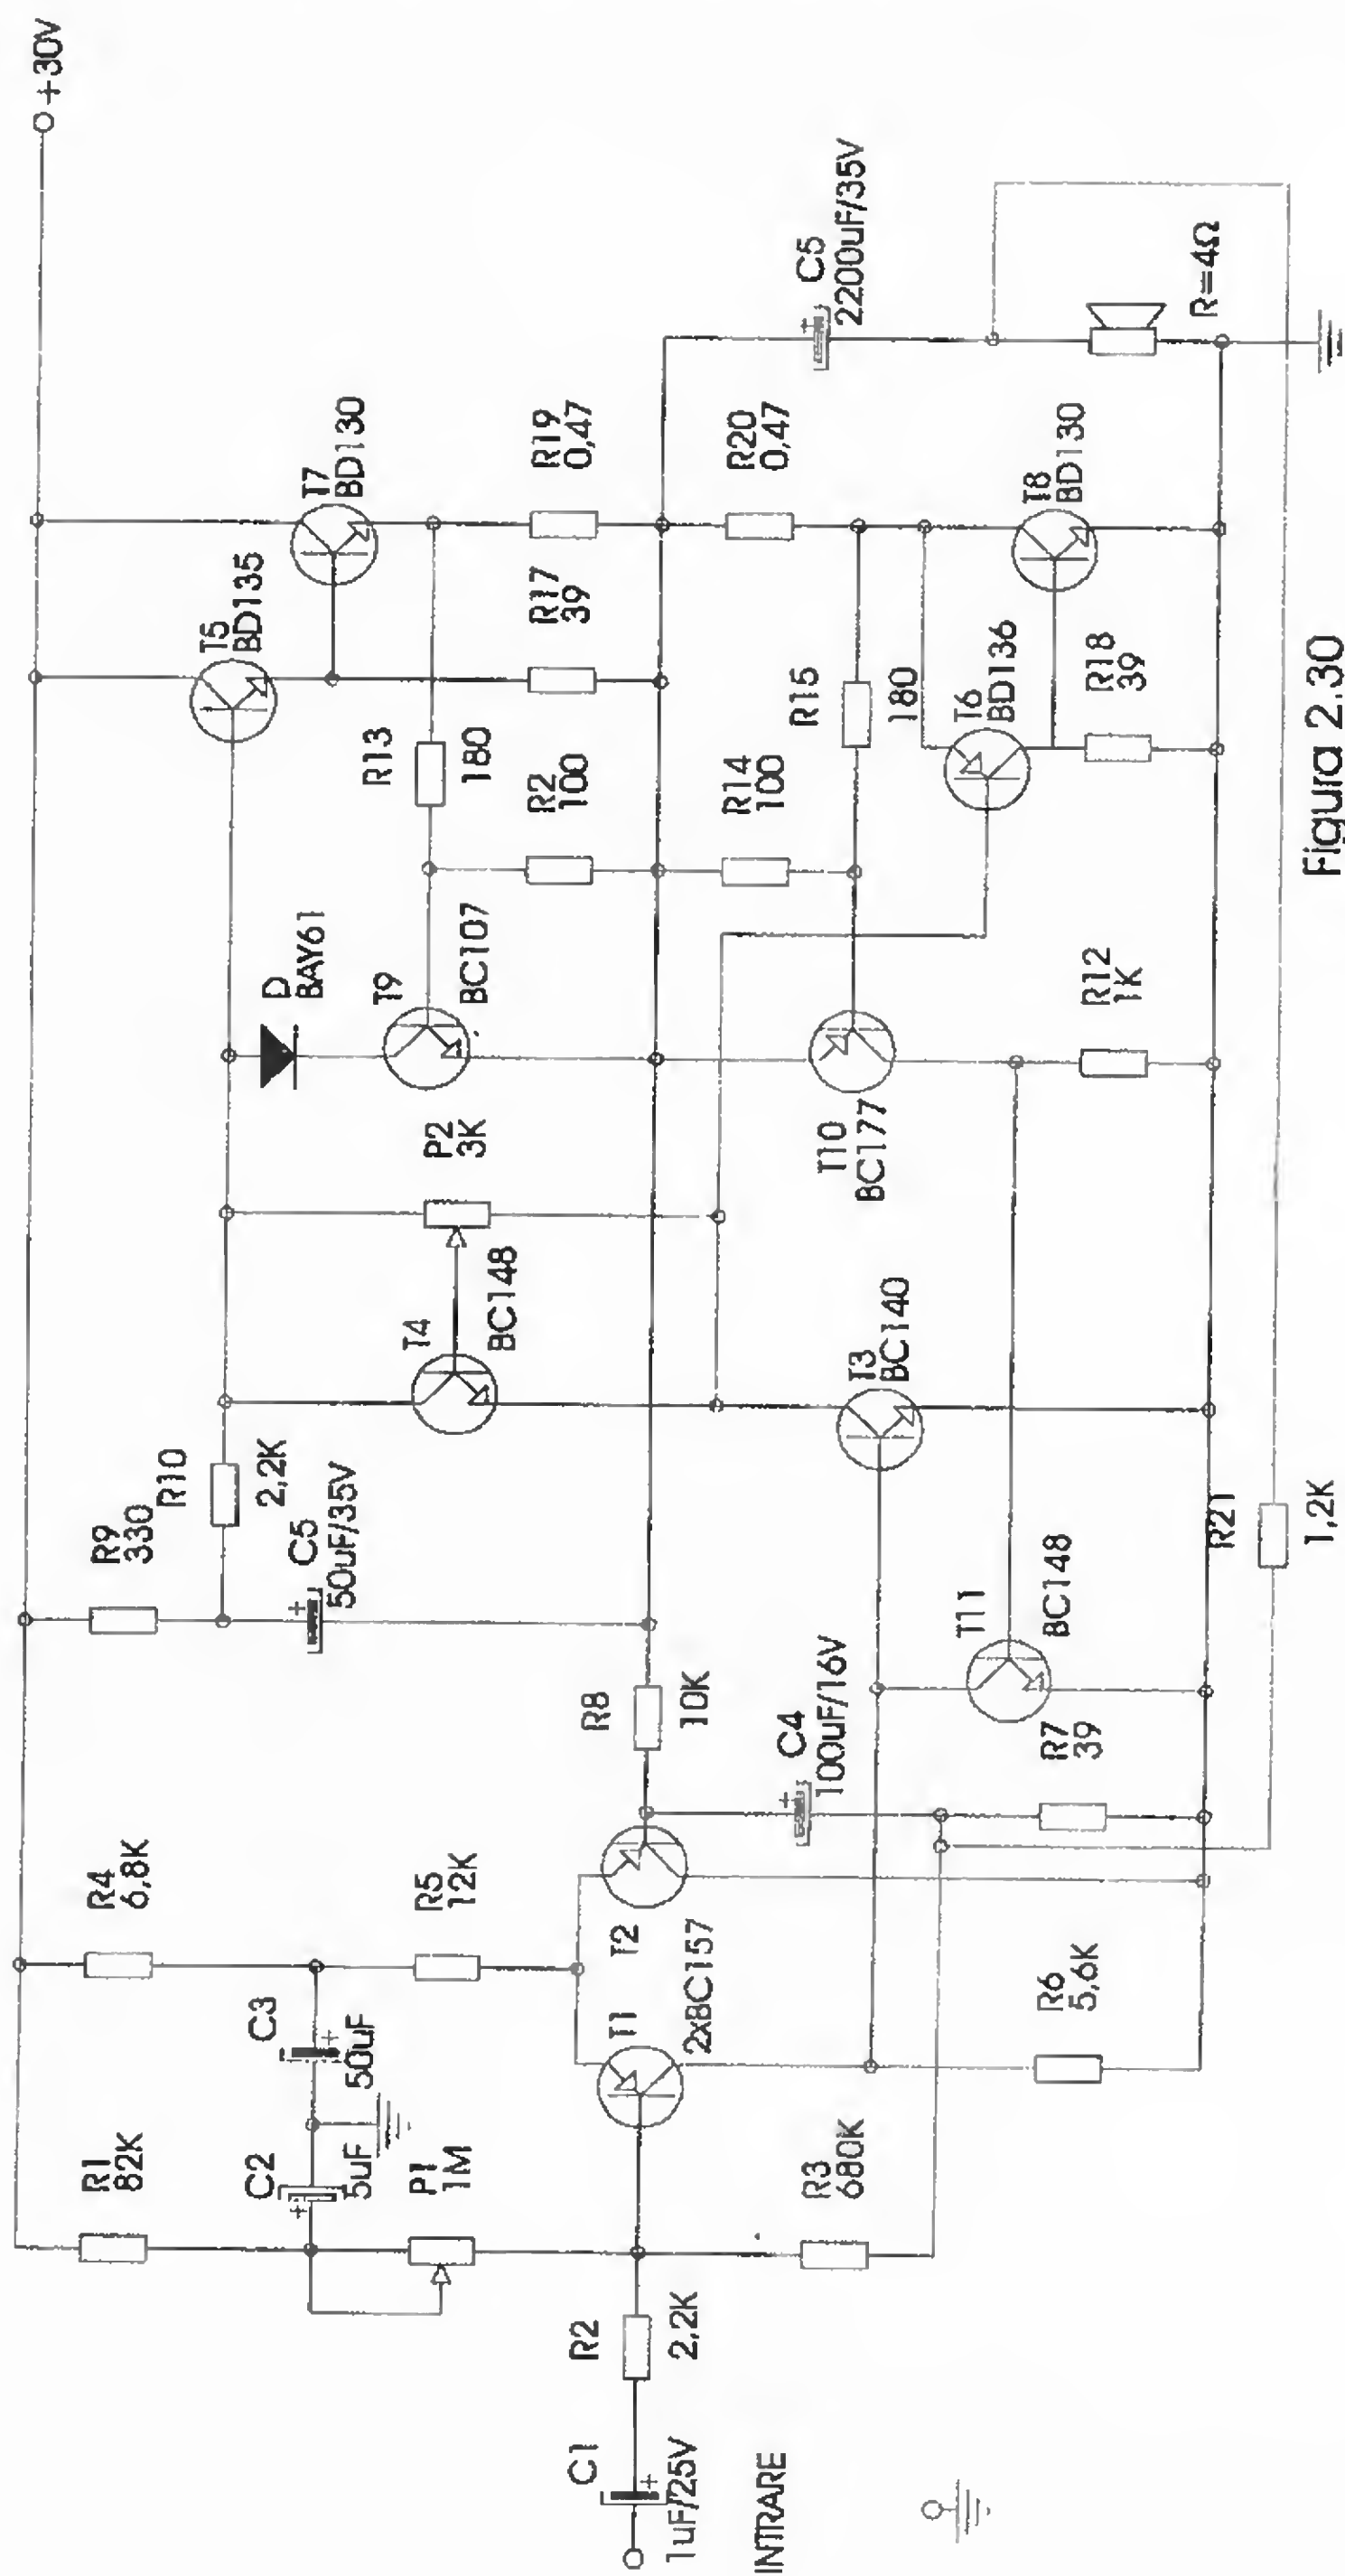 +30V
R1
82K
C2
5uF
P1
1M
C3
50uF
R4
6,8K
R5
12K
R9
330
R10
2,2K
C5
50uF/35V
T4
BC148
P2
3K
D
BAY61
T9
BC107
T5
BD135
T7
BD130
R13
180
R2
100
R17
39
R19
0,47
C1
1uF/25V
INTRARE
R2
2,2K
R3
680K
T1
T2
2xBC157
R8
10K
C4
100uF/16V
R6
5,6K
R7
39
T11
BC148
T3
BC140
T10
BC177
R12
1K
R14
100
R15
180
R20
0,47
T6
BD136
R18
39
T8
BD130
C5
2200uF/35V
R=4Ω
R21
1,2K
Figura 2.30